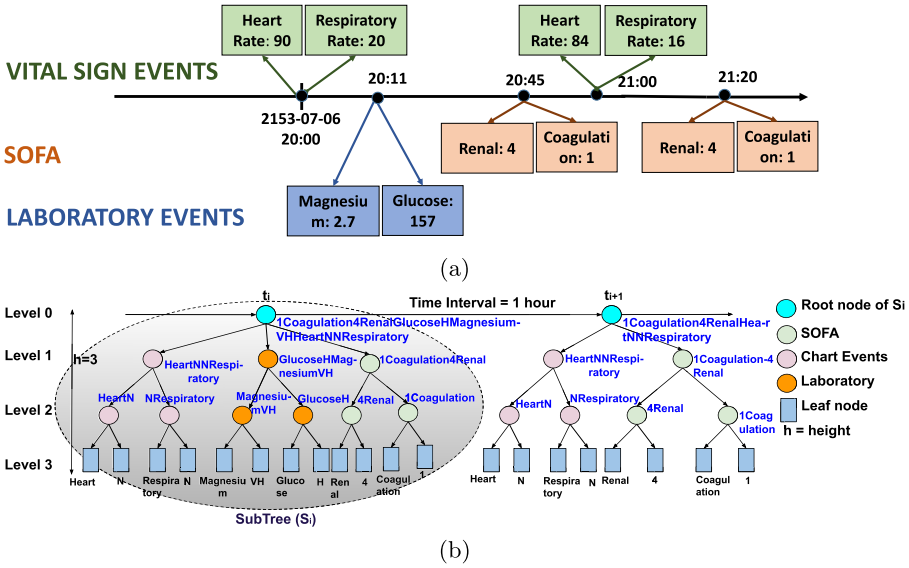 Heart
Rate: 90
Respiratory
Rate: 20
Heart
Rate: 84
Respiratory
Rate: 16
VITAL SIGN EVENTS
20:11
20:45
21:00
21:20
2153-07-06
20:00
SOFA
Renal: 4
Coagulati
on: 1
Renal: 4
Coagulati
on: 1
LABORATORY EVENTS
Magnesiu
m: 2.7
Glucose:
157
(a)
ti
Time Interval = 1 hour
ti+1
Level 0
1Coagulation4RenalGlucoseHMagnesium-
VHHeartNNRespiratory
1Coagulation4RenalHea-r
tNNRespiratory
Root node of Si
SOFA
Chart Events
Laboratory
Leaf node
h = height
Level 1
h=3
HeartNNRespi-
ratory
GlucoseHMag-
nesiumVH
1Coagulation4Renal
HeartNNRespi-
ratory
1Coagulation-4
Renal
Level 2
HeartN
NRespiratory
Magnesiu-
mVH
GlucoseH
4Renal
1Coagulation
HeartN
NRespiratory
4Renal
1Coag
ulation
Level 3
Heart
N
Respira
tory
N
Magnesiu
m
VH
Gluco
se
H
Ren
al
4
Coagul
ation
1
Heart
N
Respira
tory
N
Renal
4
Coagul
ation
1
SubTree (Si)
(b)